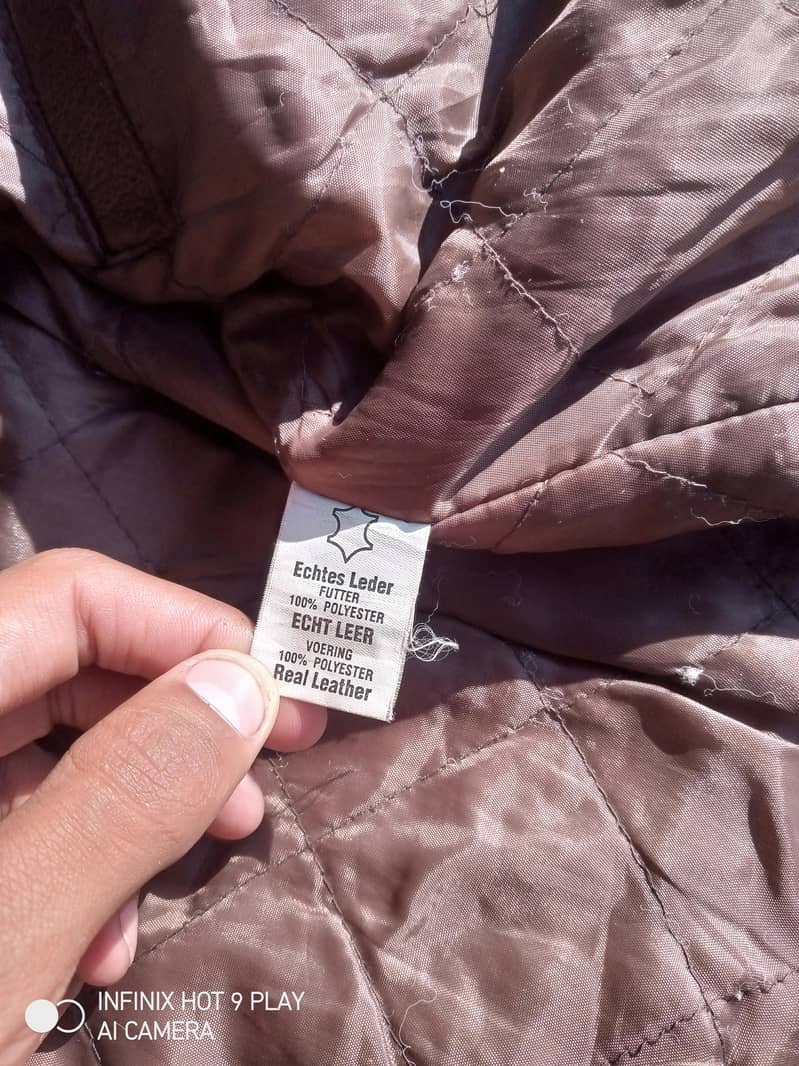 Echtes Leder
FUTTER
100% POLYESTER
ECHT LEER
VOERING
100% POLYESTER
Real Leather
INFINIX HOT 9 PLAY
AI CAMERA